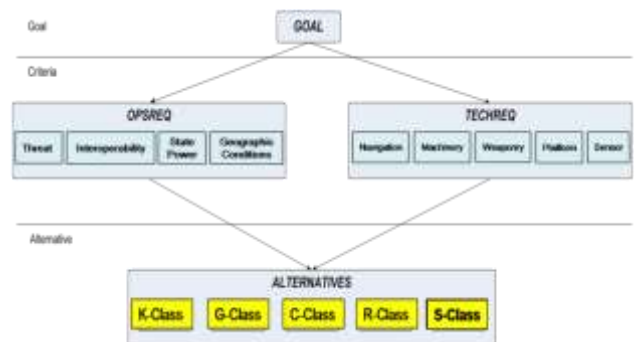 Goal
GOAL
Criteria
OPSREQ
TECHREQ
Threat Interoperability State Power Geographic Conditions
Navigation Machinery Weaponry Platform Sensor
Alternative
ALTERNATIVES
K-Class G-Class C-Class R-Class S-Class